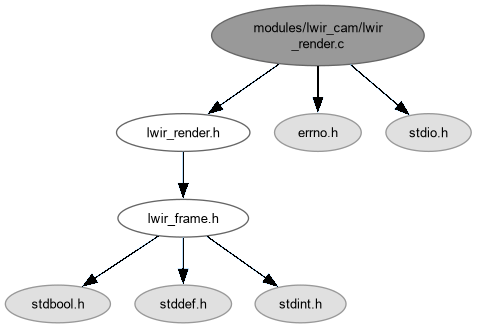 modules/lwir_cam/lwir
_render.c
lwir_render.h
errno.h
stdio.h
lwir_frame.h
stdbool.h
stddef.h
stdint.h